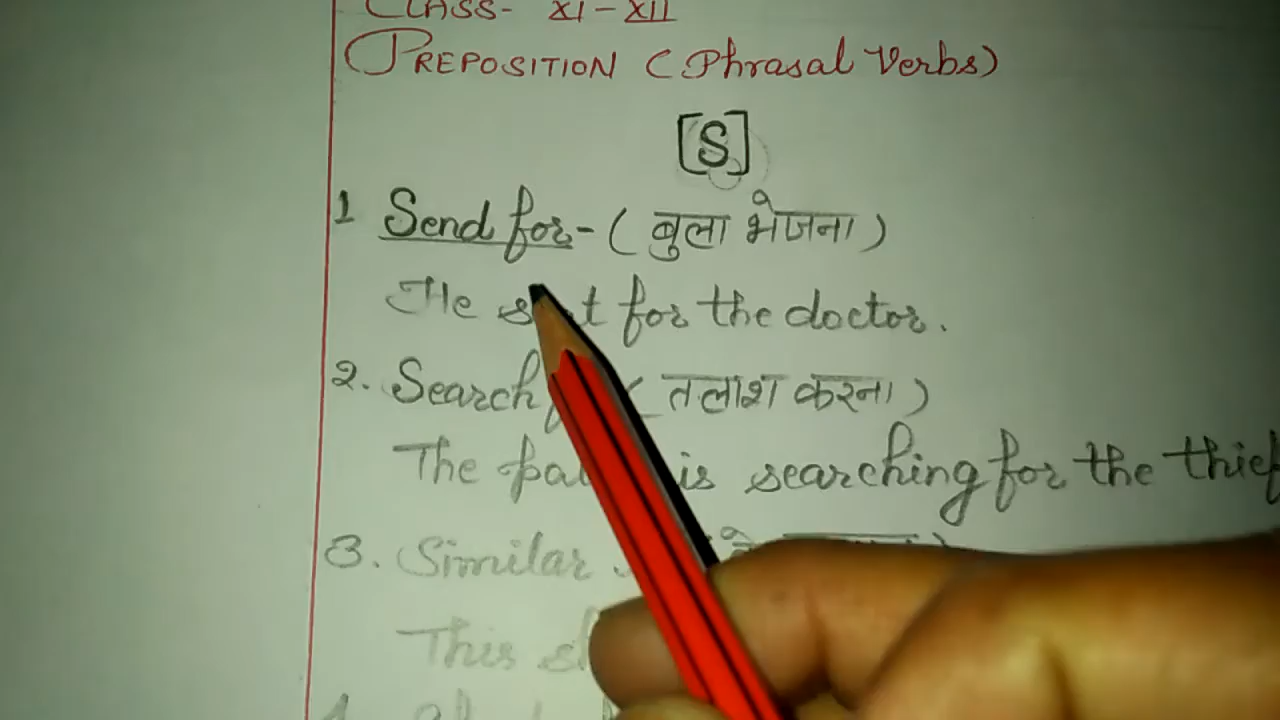 CLASS- XI-XII
PREPOSITION (Phrasal Verbs)
[S]
1 Send for- (बुला भेजना)
He for the doctor.
2. Search (तलाश करना)
The is searching for the thief
3. Similar
This